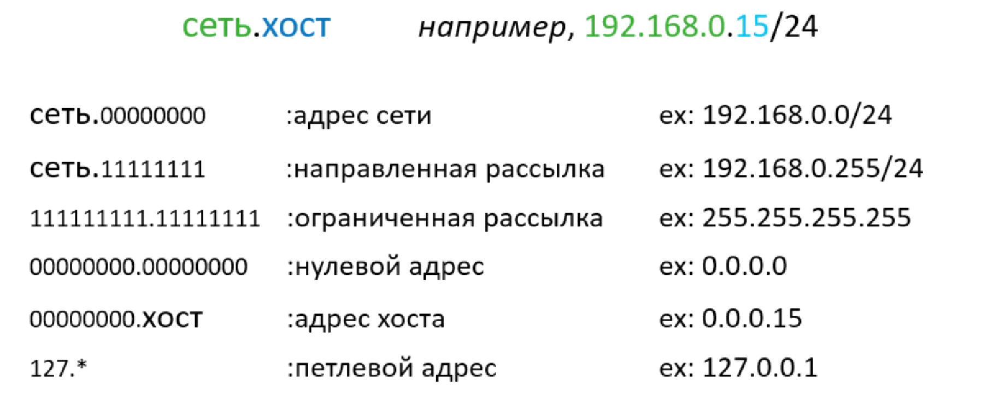 сеть.хост например, 192.168.0.15/24
сеть.00000000 :адрес сети ex: 192.168.0.0/24
сеть.11111111 :направленная рассылка ex: 192.168.0.255/24
111111111.11111111 :ограниченная рассылка ex: 255.255.255.255
00000000.00000000 :нулевой адрес ex: 0.0.0.0
00000000.хост :адрес хоста ex: 0.0.0.15
127.* :петлевой адрес ex: 127.0.0.1